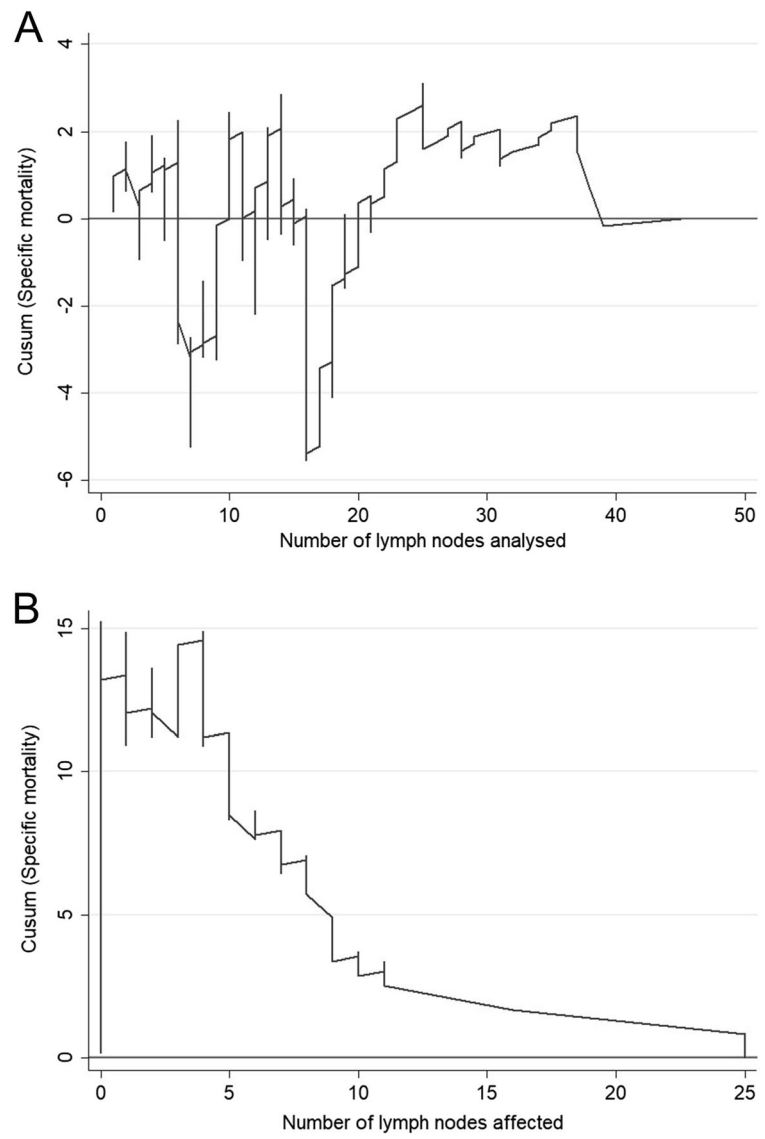 A
4
2
0
-2
-4
-6
Cusum (Specific mortality)
0 10 20 30 40 50
Number of lymph nodes analysed
B
15
10
5
0
Cusum (Specific mortality)
0 5 10 15 20 25
Number of lymph nodes affected